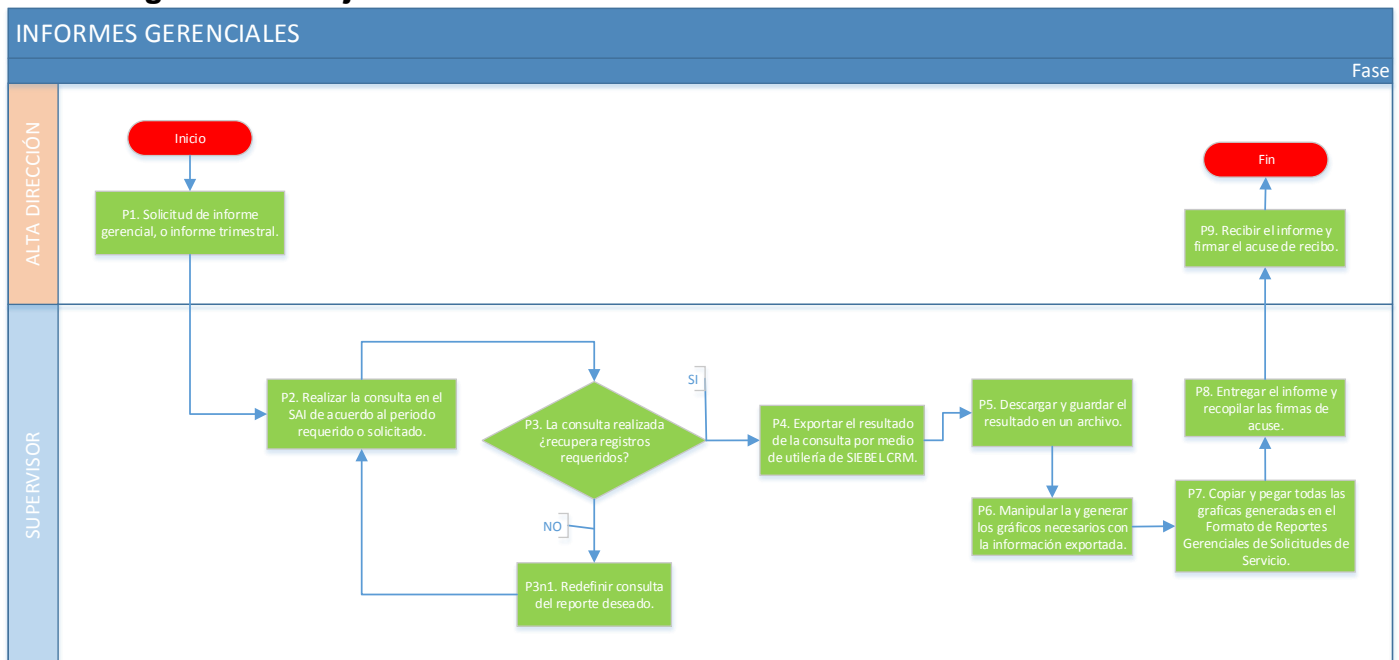 INFORMES GERENCIALES
Fase
ALTA DIRECCIÓN
Inicio
P1. Solicitud de informe
gerencial, o informe trimestral.
Fin
P9. Recibir el informe y
firmar el acuse de recibo.
SUPERVISOR
P2. Realizar la consulta en el
SAI de acuerdo al periodo
requerido o solicitado.
P3. La consulta realizada
¿recupera registros
requeridos?
SI
NO
P3n1. Redefinir consulta
del reporte deseado.
P4. Exportar el resultado
de la consulta por medio
de utilería de SIEBEL CRM.
P5. Descargar y guardar el
resultado en un archivo.
P6. Manipular la y generar
los gráficos necesarios con
la información exportada.
P7. Copiar y pegar todas las
graficas generadas en el
Formato de Reportes
Gerenciales de Solicitudes de
Servicio.
P8. Entregar el informe y
recopilar las firmas de
acuse.